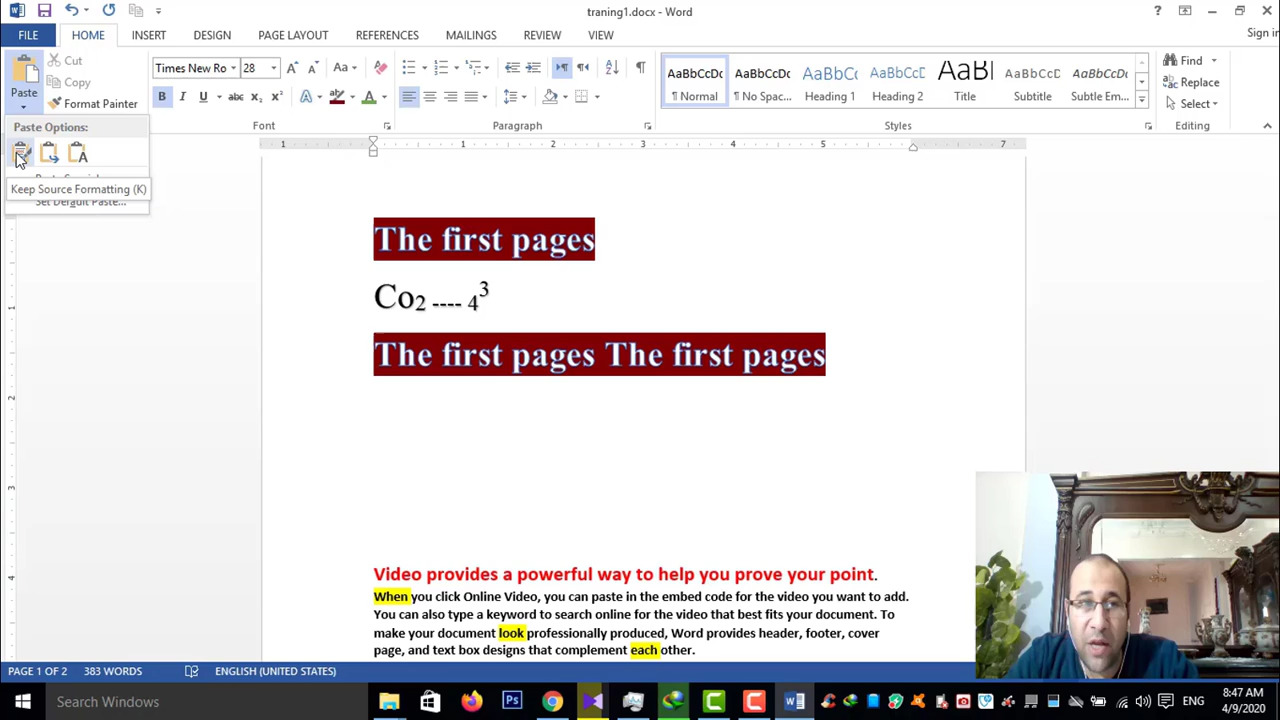 traning1.docx - Word
Sign in
FILE HOME INSERT DESIGN PAGE LAYOUT REFERENCES MAILINGS REVIEW VIEW
Paste
Cut
Copy
Format Painter
Times New Ro 28
Font
Paragraph
AaBbCcDc AaBbCcDc AaBbCc AaBbCcD AaBl AaBbCcD AaBbCcD
¶ Normal ¶ No Spac... Heading 1 Heading 2 Title Subtitle Subtle Em...
Styles
Find
Replace
Select
Editing
Paste Options:
Keep Source Formatting (K)
Set Default Paste...
The first pages
Co2 ---- 4³
The first pages The first pages
Video provides a powerful way to help you prove your point.
When you click Online Video, you can paste in the embed code for the video you want to add.
You can also type a keyword to search online for the video that best fits your document. To
make your document look professionally produced, Word provides header, footer, cover
page, and text box designs that complement each other.
PAGE 1 OF 2 383 WORDS ENGLISH (UNITED STATES)
Search Windows
ENG
8:47 AM
4/9/2020